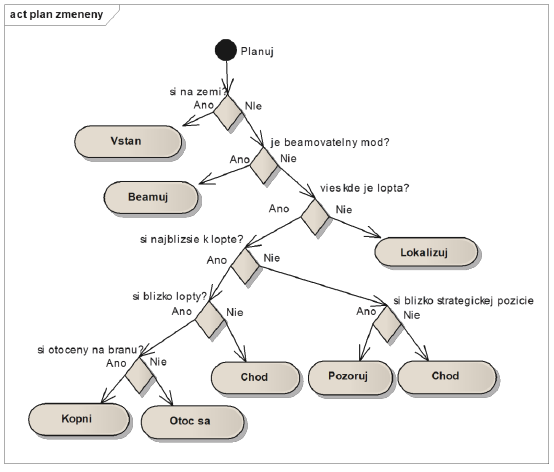 act plan zmeneny
Planuj
si na zemi?
Ano
NIe
Vstan
je beamovatelny mod?
Ano
Nie
Beamuj
vies kde je lopta?
Ano
Nie
Lokalizuj
si najblizsie k lopte?
Ano
Nie
si blizko lopty?
Ano
Nie
si blizko strategickej pozicie
Ano
Nie
si otoceny na branu?
Ano
Nie
Chod
Pozoruj
Chod
Kopni
Otoc sa